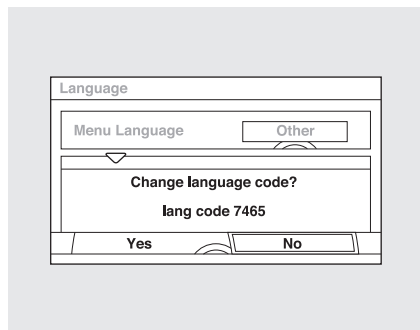 Language
Menu Language
Other
Change language code?
lang code 7465
Yes
No